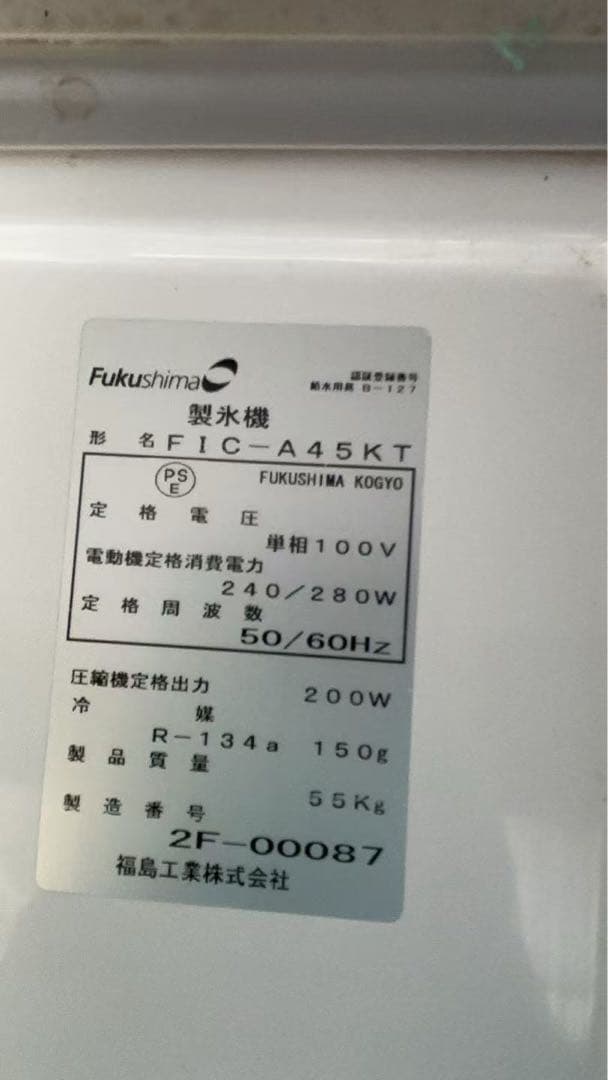 Fukushima
認証登録番号
給水用具 B-127
製氷機
形名 FIC-A45KT
PS
E
FUKUSHIMA KOGYO
定格電圧
単相100V
電動機定格消費電力
240/280W
定格周波数
50/60Hz
圧縮機定格出力
200W
冷媒
R-134a 150g
製品質量
55Kg
製造番号
2F-00087
福島工業株式会社